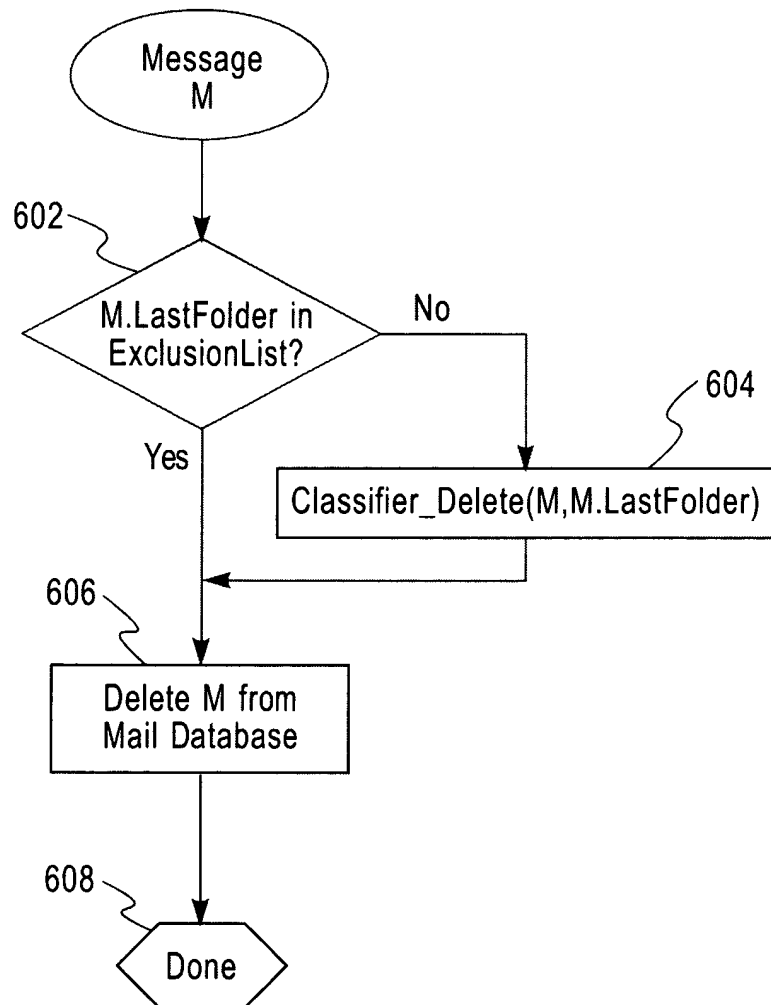 Message
M
602
M.LastFolder in
ExclusionList?
No
604
Yes
Classifier_Delete(M,M.LastFolder)
606
Delete M from
Mail Database
608
Done